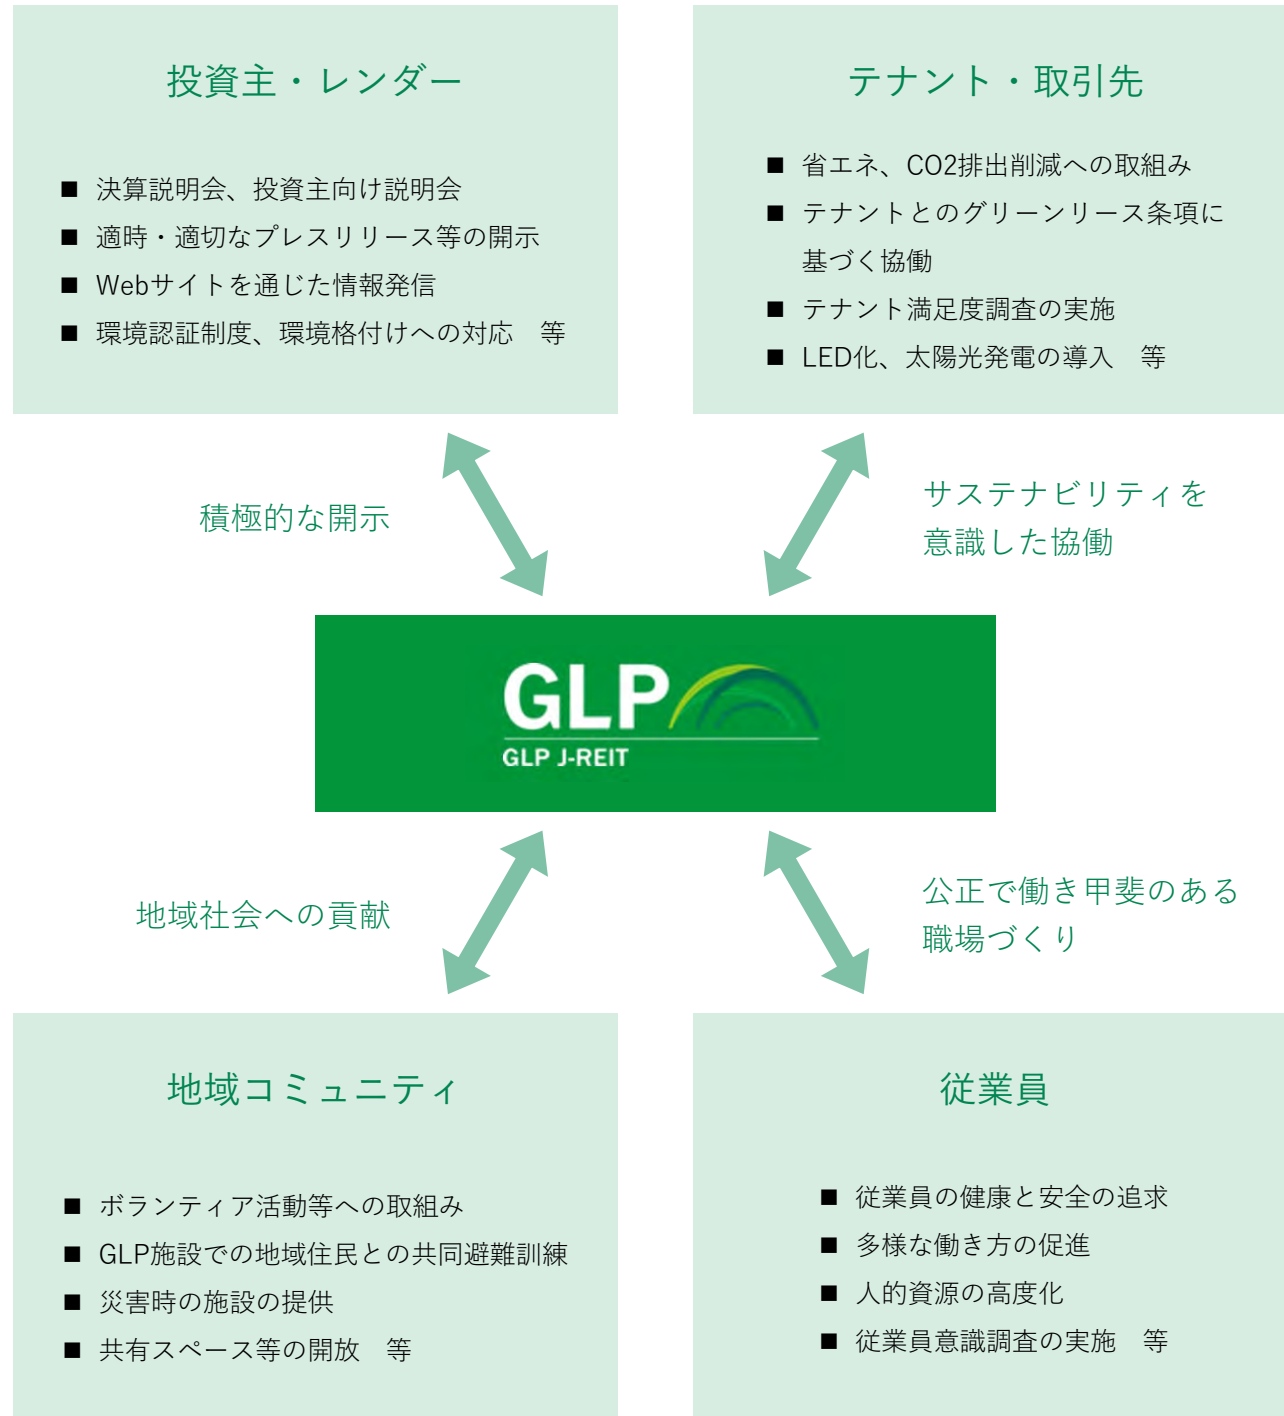 投資主・レンダー
■ 決算説明会、投資主向け説明会
■ 適時・適切なプレスリリース等の開示
■ Webサイトを通じた情報発信
■ 環境認証制度、環境格付けへの対応　等
テナント・取引先
■ 省エネ、CO2排出削減への取組み
■ テナントとのグリーンリース条項に
基づく協働
■ テナント満足度調査の実施
■ LED化、太陽光発電の導入　等
積極的な開示
サステナビリティを
意識した協働
GLP
GLP J-REIT
地域社会への貢献
公正で働き甲斐のある
職場づくり
地域コミュニティ
■ ボランティア活動等への取組み
■ GLP施設での地域住民との共同避難訓練
■ 災害時の施設の提供
■ 共有スペース等の開放　等
従業員
■ 従業員の健康と安全の追求
■ 多様な働き方の促進
■ 人的資源の高度化
■ 従業員意識調査の実施　等